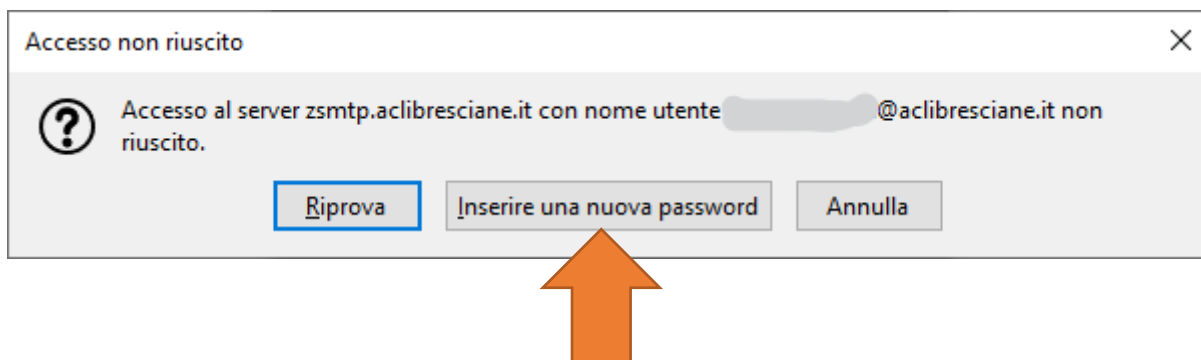 Accesso non riuscito
Accesso al server zsmtp.aclibresciane.it con nome utente @aclibresciane.it non
riuscito.
Riprova
Inserire una nuova password
Annulla